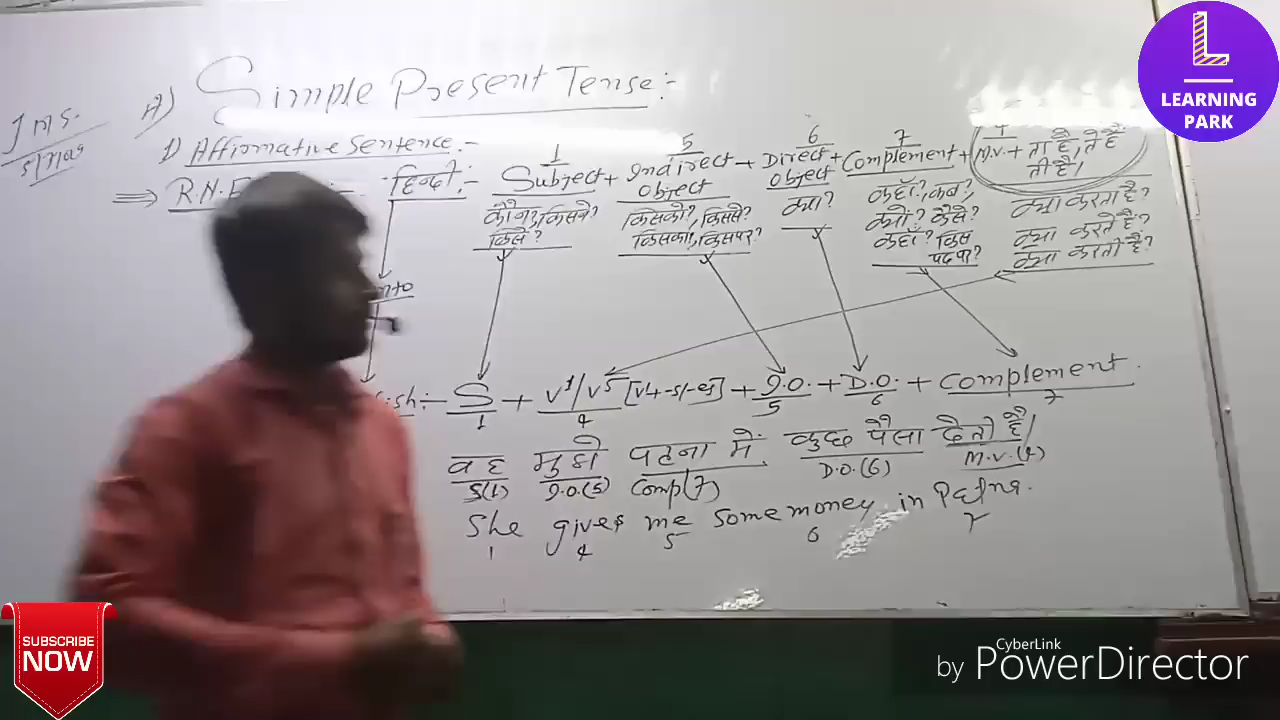 LEARNING
PARK
A) Simple Present Tense :-
1) Affirmative Sentence :-
⇒ R.N.F हिन्दी :- Subject + Indirect Object + Direct Object + Complement + M.V. + ता है, ते हैं
ती है।
1 5 6 7 4
कौन?, किसने? किसको?, किससे? क्या? कहाँ?, कब?, क्या करता है?
किसे? किसका?, किसपर? क्यों? कैसे? क्या करते हैं?
कहाँ? किस क्या करती है?
पर?
S + V¹/V⁵ [V4-s/-es] + I.O. + D.O. + Complement.
1 4 5 6 7
वह मुझे पटना में कुछ पैसा देती है।
S(1) I.O.(5) Comp(7) D.O.(6) M.V.(4)
She gives me some money in Patna.
1 4 5 6 7
SUBSCRIBE
NOW
CyberLink
by PowerDirector